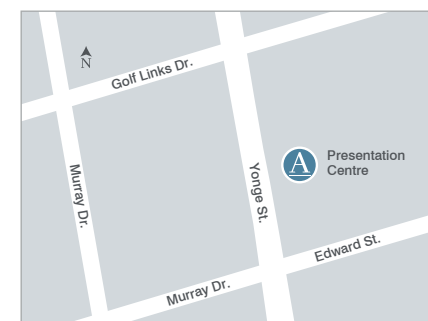 N
Golf Links Dr.
Murray Dr.
Yonge St.
A
Presentation
Centre
Edward St.
Murray Dr.